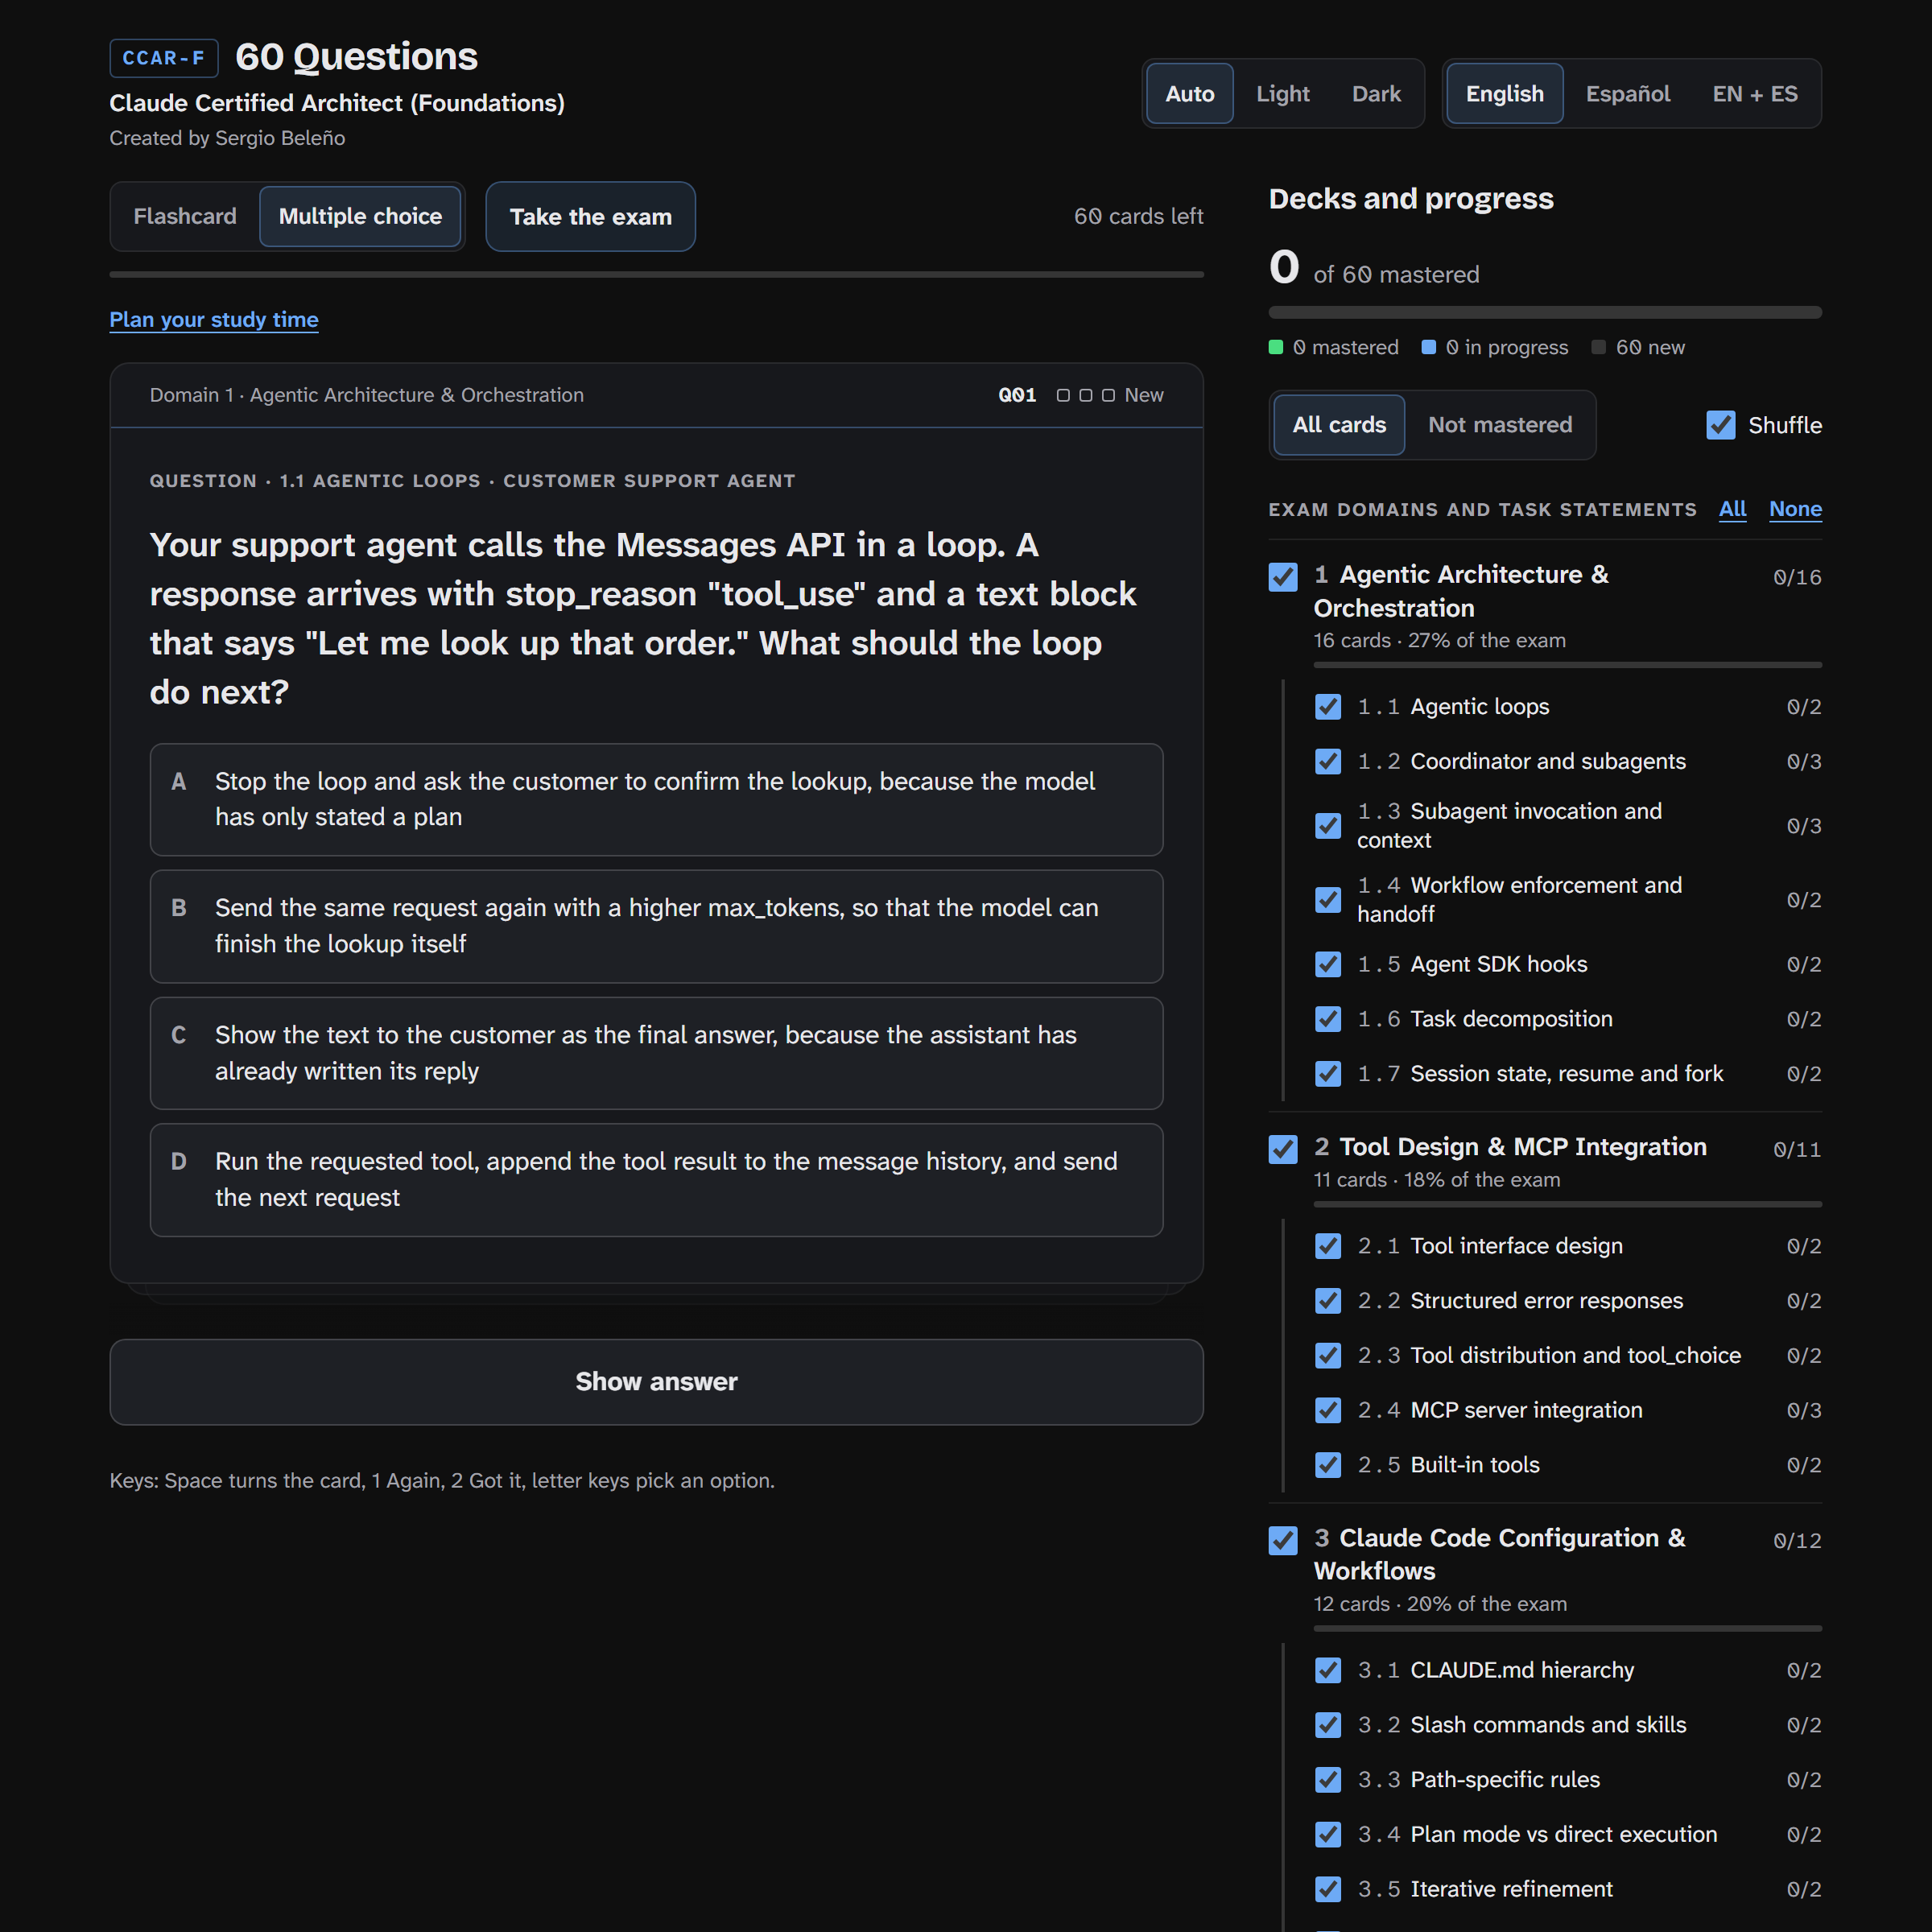 CCAR-F 60 Questions
Claude Certified Architect (Foundations)
Created by Sergio Beleño
Auto Light Dark
English Español EN + ES
Flashcard Multiple choice
Take the exam
60 cards left
Plan your study time
Domain 1 · Agentic Architecture & Orchestration
Q01 New
QUESTION · 1.1 AGENTIC LOOPS · CUSTOMER SUPPORT AGENT
Your support agent calls the Messages API in a loop. A
response arrives with stop_reason "tool_use" and a text block
that says "Let me look up that order." What should the loop
do next?
A Stop the loop and ask the customer to confirm the lookup, because the model
has only stated a plan
B Send the same request again with a higher max_tokens, so that the model can
finish the lookup itself
C Show the text to the customer as the final answer, because the assistant has
already written its reply
D Run the requested tool, append the tool result to the message history, and send
the next request
Show answer
Keys: Space turns the card, 1 Again, 2 Got it, letter keys pick an option.
Decks and progress
0 of 60 mastered
0 mastered 0 in progress 60 new
All cards Not mastered
Shuffle
EXAM DOMAINS AND TASK STATEMENTS All None
1 Agentic Architecture & 0/16
Orchestration
16 cards · 27% of the exam
1.1 Agentic loops 0/2
1.2 Coordinator and subagents 0/3
1.3 Subagent invocation and 0/3
context
1.4 Workflow enforcement and 0/2
handoff
1.5 Agent SDK hooks 0/2
1.6 Task decomposition 0/2
1.7 Session state, resume and fork 0/2
2 Tool Design & MCP Integration 0/11
11 cards · 18% of the exam
2.1 Tool interface design 0/2
2.2 Structured error responses 0/2
2.3 Tool distribution and tool_choice 0/2
2.4 MCP server integration 0/3
2.5 Built-in tools 0/2
3 Claude Code Configuration & 0/12
Workflows
12 cards · 20% of the exam
3.1 CLAUDE.md hierarchy 0/2
3.2 Slash commands and skills 0/2
3.3 Path-specific rules 0/2
3.4 Plan mode vs direct execution 0/2
3.5 Iterative refinement 0/2